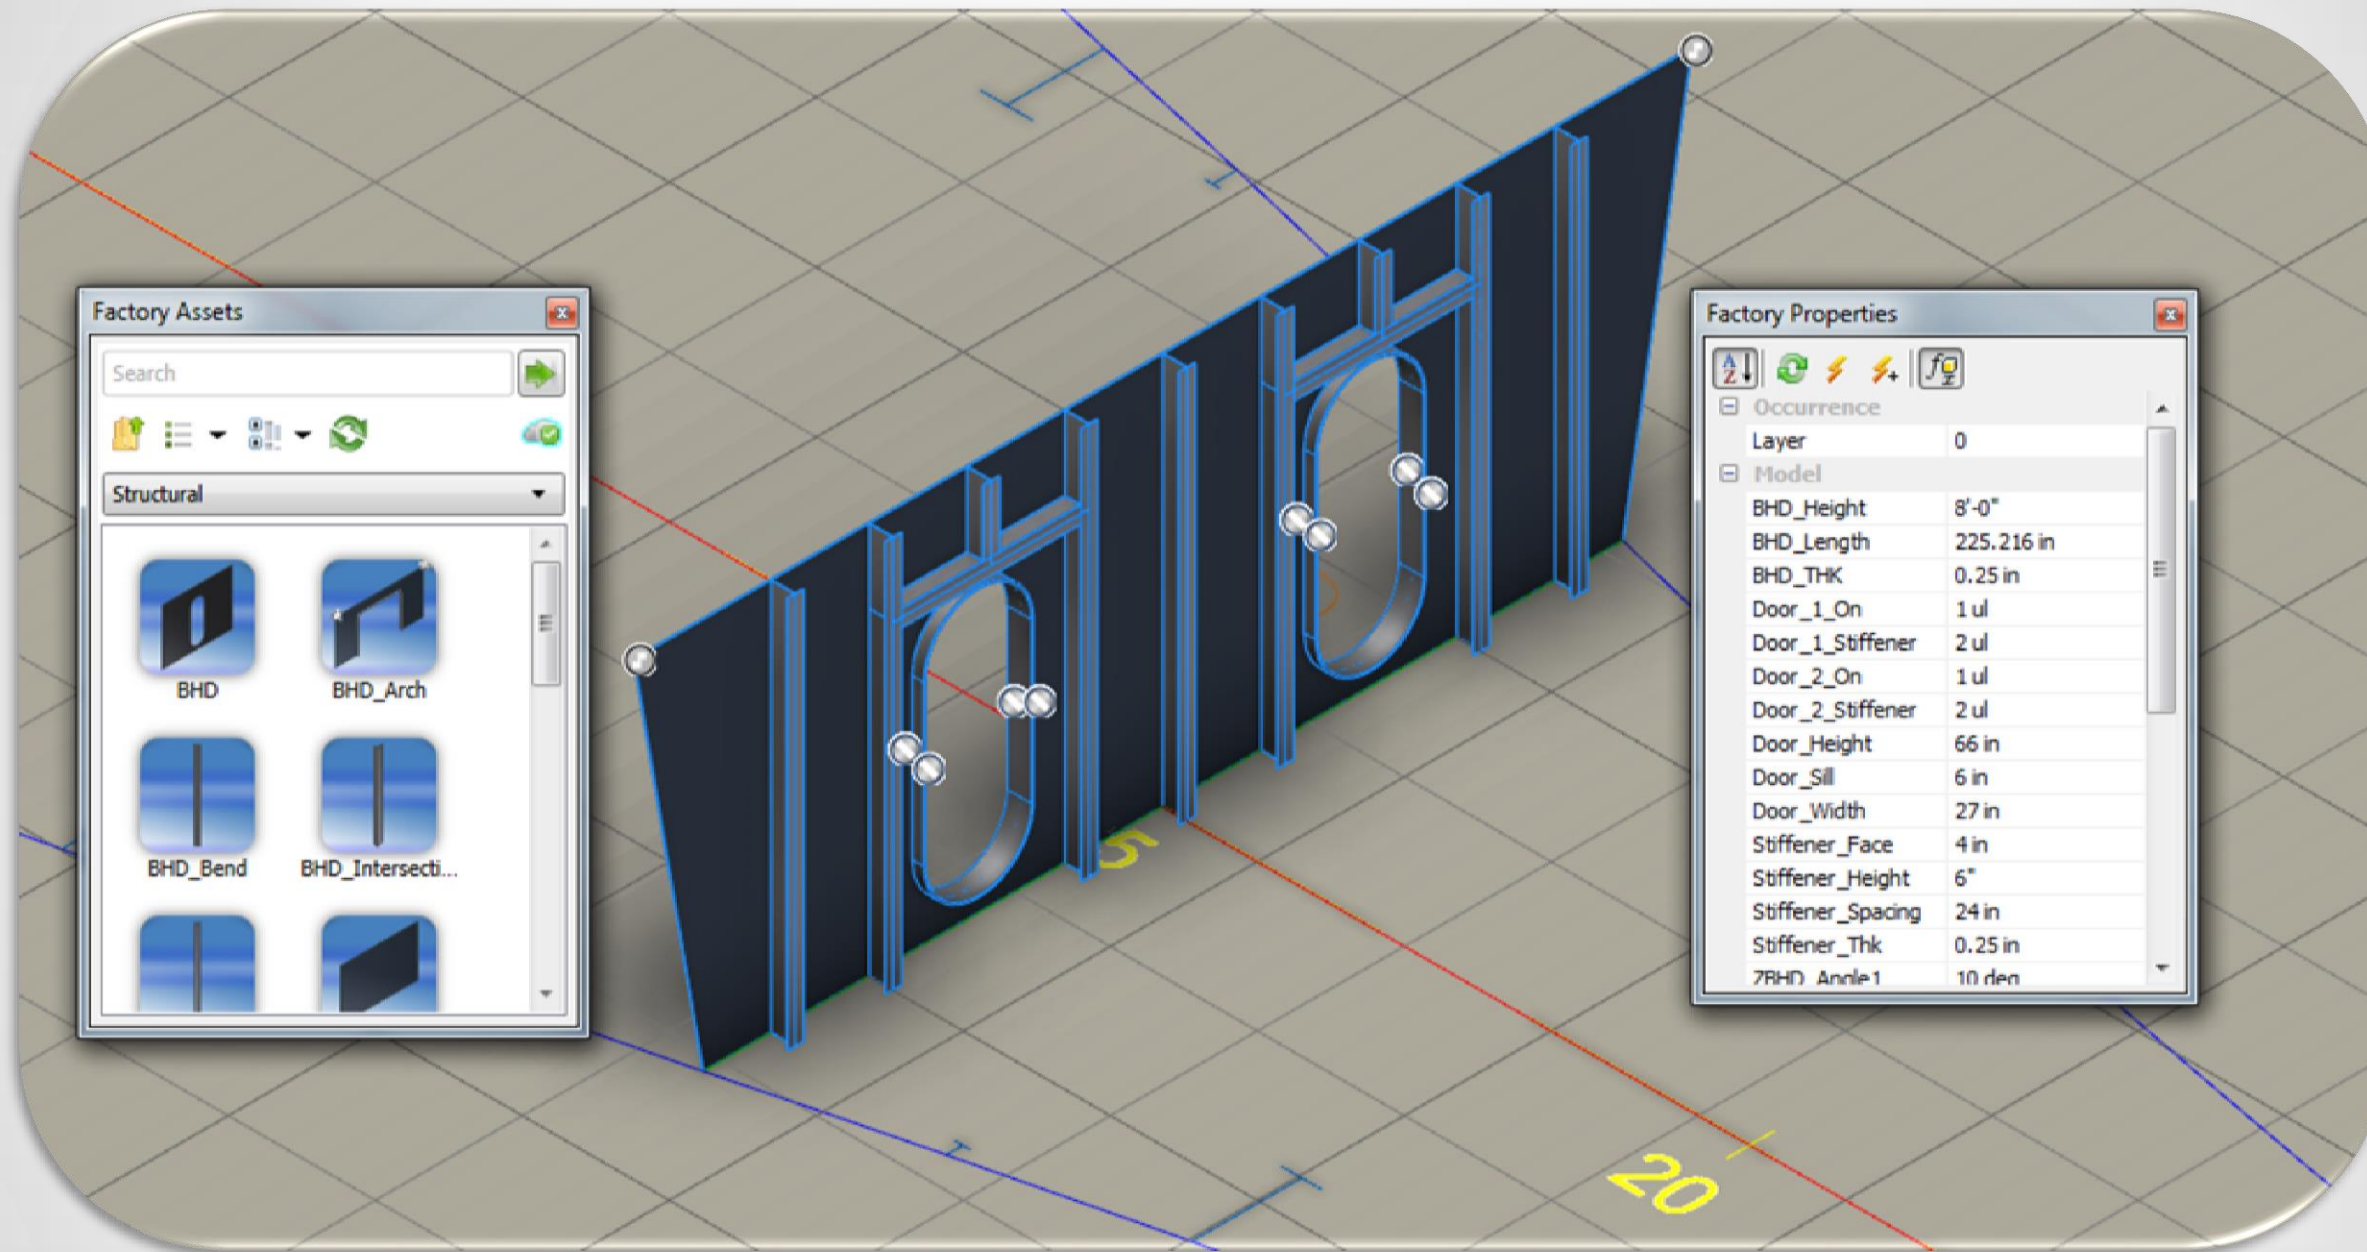 Factory Assets
Search
Structural
BHD
BHD_Arch
BHD_Bend
BHD_Intersecti...
5
20
Factory Properties
Occurrence
Layer 0
Model
BHD_Height 8'-0"
BHD_Length 225.216 in
BHD_THK 0.25 in
Door_1_On 1 ul
Door_1_Stiffener 2 ul
Door_2_On 1 ul
Door_2_Stiffener 2 ul
Door_Height 66 in
Door_Sill 6 in
Door_Width 27 in
Stiffener_Face 4 in
Stiffener_Height 6"
Stiffener_Spacing 24 in
Stiffener_Thk 0.25 in
ZBHD_Angle1 10 deg